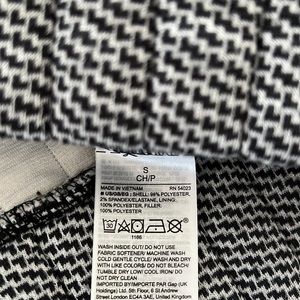 S
CH/P
MADE IN VIETNAM RN 54023
US/GB/EG : SHELL: 98% POLYESTER,
2% SPANDEX/ELASTANE, LINING:
100% POLYESTER, FILLER:
100% POLYESTER
30
1166
WASH INSIDE OUT/ DO NOT USE
FABRIC SOFTENER/ MACHINE WASH
COLD GENTLE CYCLE/ WASH AND DRY
WITH LIKE COLORS/ DO NOT BLEACH/
TUMBLE DRY LOW/ COOL IRON/ DO
NOT DRY CLEAN
IMPORTED BY/IMPORTE PAR Gap (UK
Holdings) Ltd. 5th Floor, 6 St Andrew
Street London EC4A 3AE, United
Kingdom